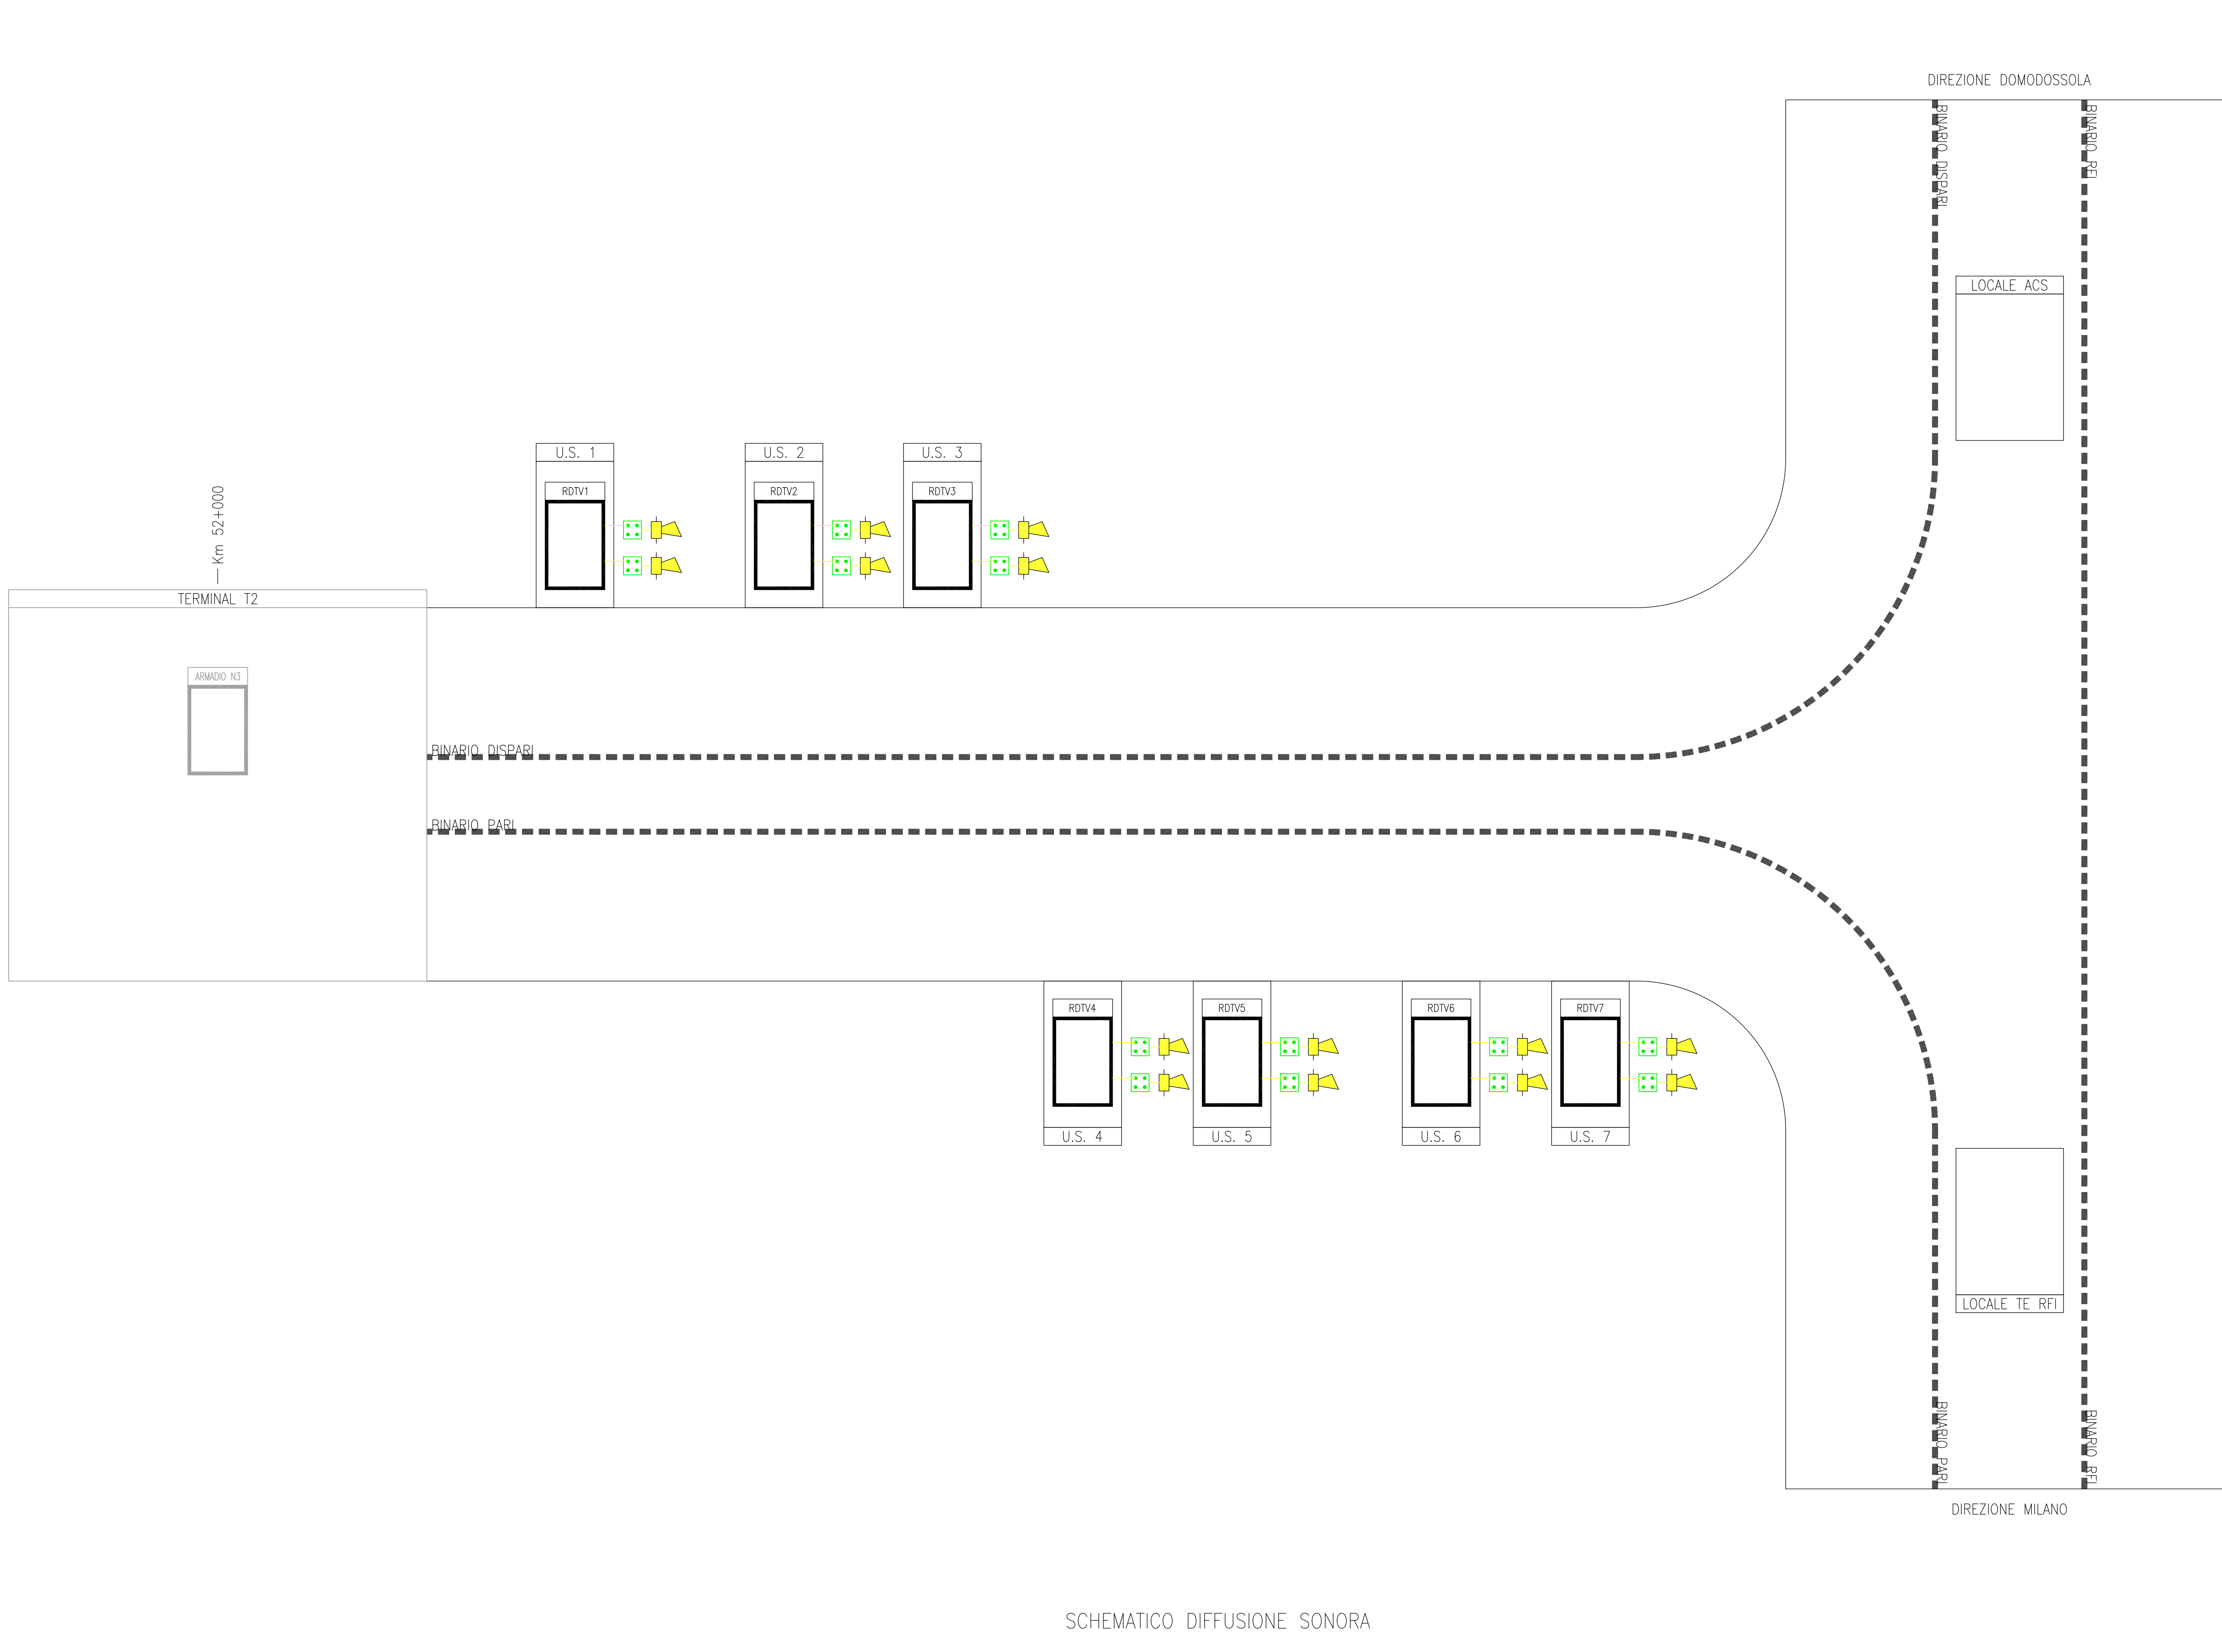 DIREZIONE DOMODOSSOLA
BINARIO DISPARI
BINARIO RFI
LOCALE ACS
U.S. 1
U.S. 2
U.S. 3
RDTV1
RDTV2
RDTV3
Km 52+000
TERMINAL T2
ARMADIO N3
BINARIO DISPARI
BINARIO PARI
RDTV4
RDTV5
RDTV6
RDTV7
U.S. 4
U.S. 5
U.S. 6
U.S. 7
LOCALE TE RFI
BINARIO PARI
BINARIO RFI
DIREZIONE MILANO
SCHEMATICO DIFFUSIONE SONORA